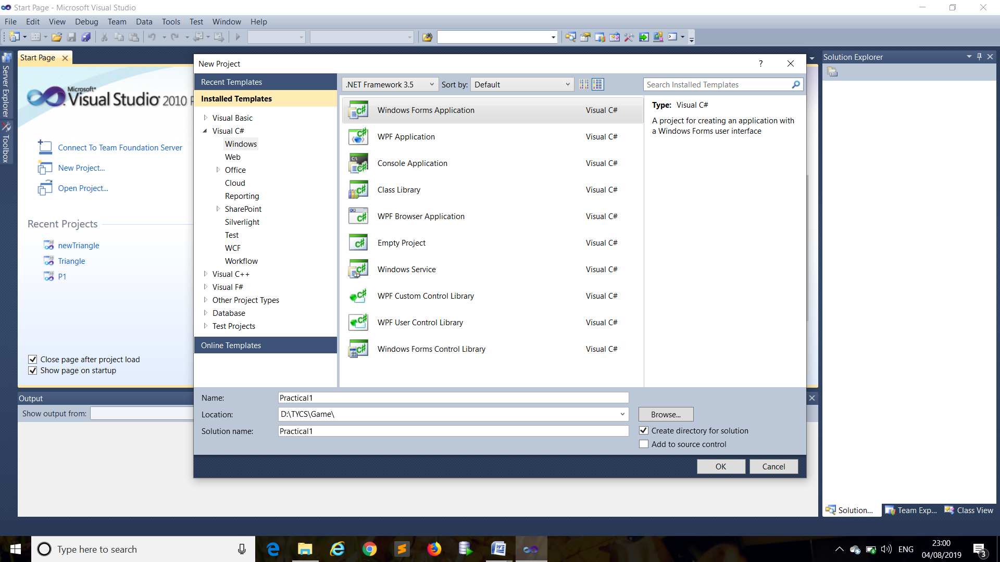 Start Page - Microsoft Visual Studio
File Edit View Debug Team Data Tools Test Window Help
Server Explorer
Toolbox
Start Page
Microsoft
Visual Studio 2010
Connect To Team Foundation Server
New Project...
Open Project...
Recent Projects
newTriangle
Triangle
P1
Close page after project load
Show page on startup
Output
Show output from:
New Project
?
Recent Templates
Installed Templates
Visual Basic
Visual C#
Windows
Web
Office
Cloud
Reporting
SharePoint
Silverlight
Test
WCF
Workflow
Visual C++
Visual F#
Other Project Types
Database
Test Projects
Online Templates
.NET Framework 3.5 Sort by: Default
Search Installed Templates
Windows Forms Application Visual C#
WPF Application Visual C#
Console Application Visual C#
Class Library Visual C#
WPF Browser Application Visual C#
Empty Project Visual C#
Windows Service Visual C#
WPF Custom Control Library Visual C#
WPF User Control Library Visual C#
Windows Forms Control Library Visual C#
Type: Visual C#
A project for creating an application with
a Windows Forms user interface
Name: Practical1
Location: D:\TYCS\Game\ Browse...
Solution name: Practical1
Create directory for solution
Add to source control
OK Cancel
Solution Explorer
Solution... Team Exp... Class View
Type here to search
ENG
23:00
04/08/2019
3